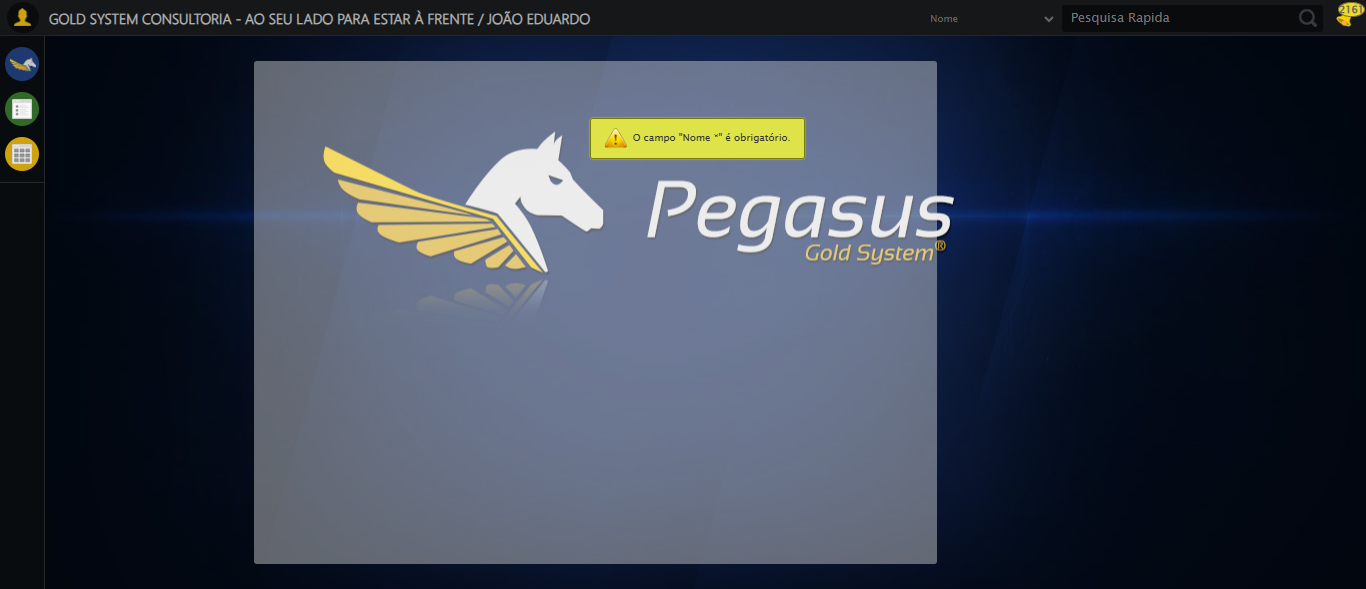 GOLD SYSTEM CONSULTORIA - AO SEU LADO PARA ESTAR À FRENTE / JOÃO EDUARDO
Nome
Pesquisa Rapida
2161
O campo "Nome *" é obrigatório.
Pegasus
Gold System®